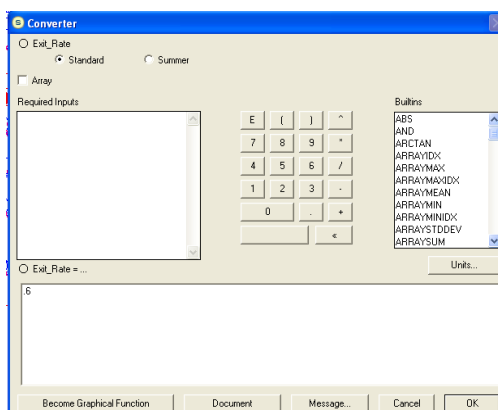 S Converter
Exit_Rate
Standard Summer
Array
Required Inputs
Builtins
E ( ) ^
7 8 9 *
4 5 6 /
1 2 3 -
0 . +
«
ABS
AND
ARCTAN
ARRAYIDX
ARRAYMAX
ARRAYMAXIDX
ARRAYMEAN
ARRAYMIN
ARRAYMINIDX
ARRAYSTDDEV
ARRAYSUM
Units...
Exit_Rate = ...
.6
Become Graphical Function Document Message... Cancel OK